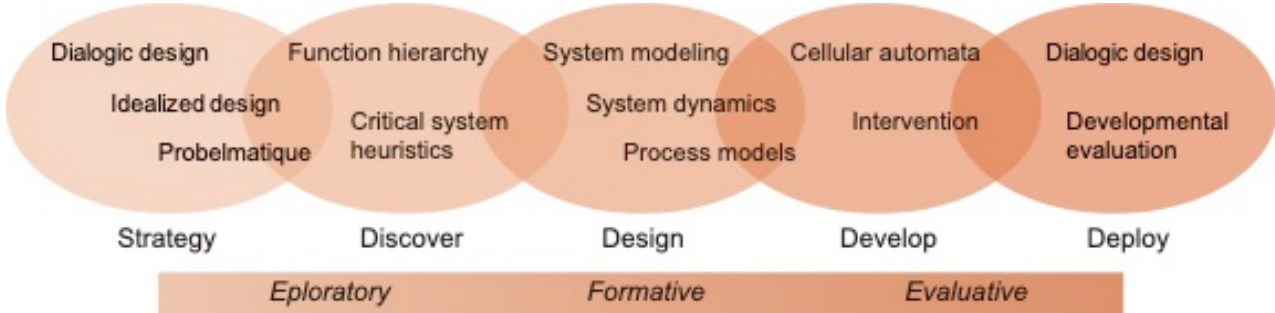 Dialogic design
Idealized design
Probelmatique
Function hierarchy
Critical system
heuristics
System modeling
System dynamics
Process models
Cellular automata
Intervention
Dialogic design
Developmental
evaluation
Strategy
Discover
Design
Develop
Deploy
Eploratory
Formative
Evaluative